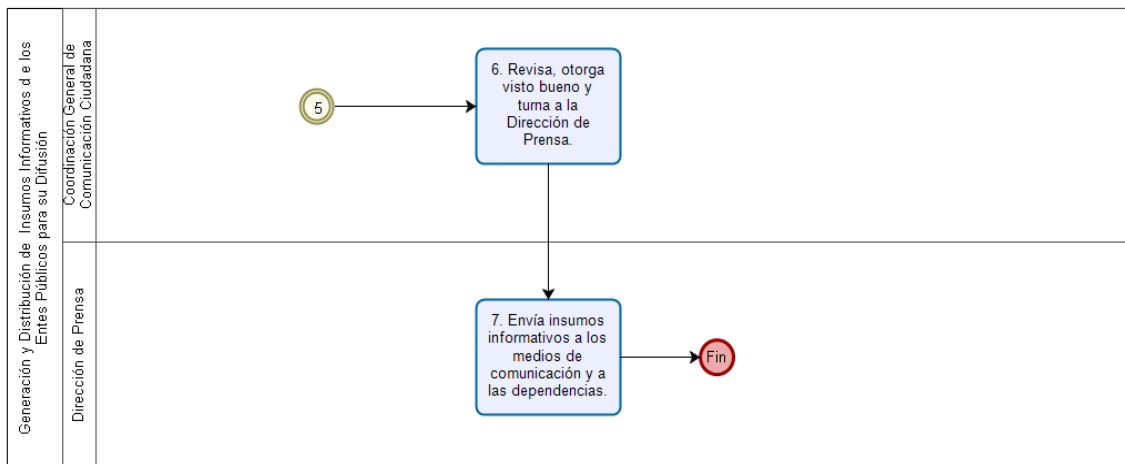 Generación y Distribución de  Insumos Informativos d e los
Entes Públicos para su Difusión
Coordinación General de
Comunicación Ciudadana
5
6. Revisa, otorga
visto bueno y
turna a la
Dirección de
Prensa.
Dirección de Prensa
7. Envía insumos
informativos a los
medios de
comunicación y a
las dependencias.
Fin